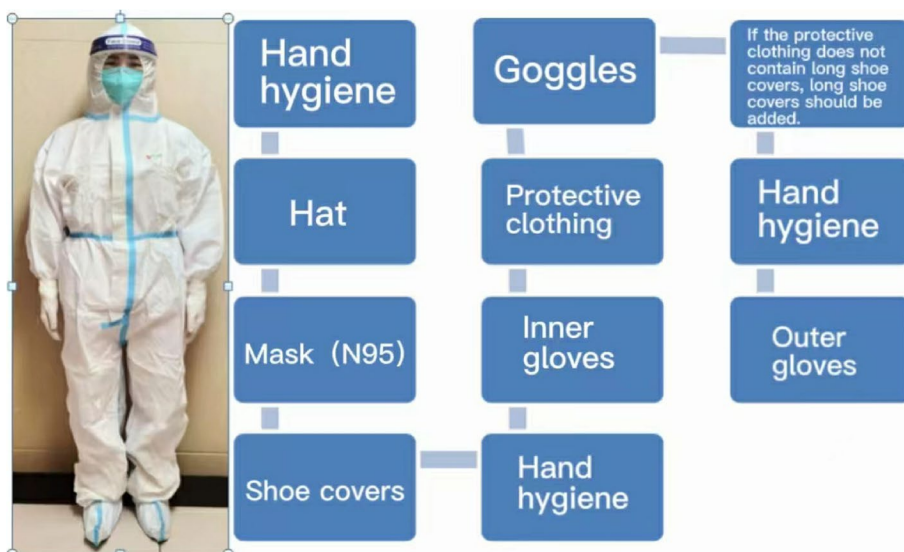 Hand
hygiene
Hat
Mask（N95）
Shoe covers
Hand
hygiene
Inner
gloves
Protective
clothing
Goggles
If the protective
clothing does not
contain long shoe
covers, long shoe
covers should be
added.
Hand
hygiene
Outer
gloves